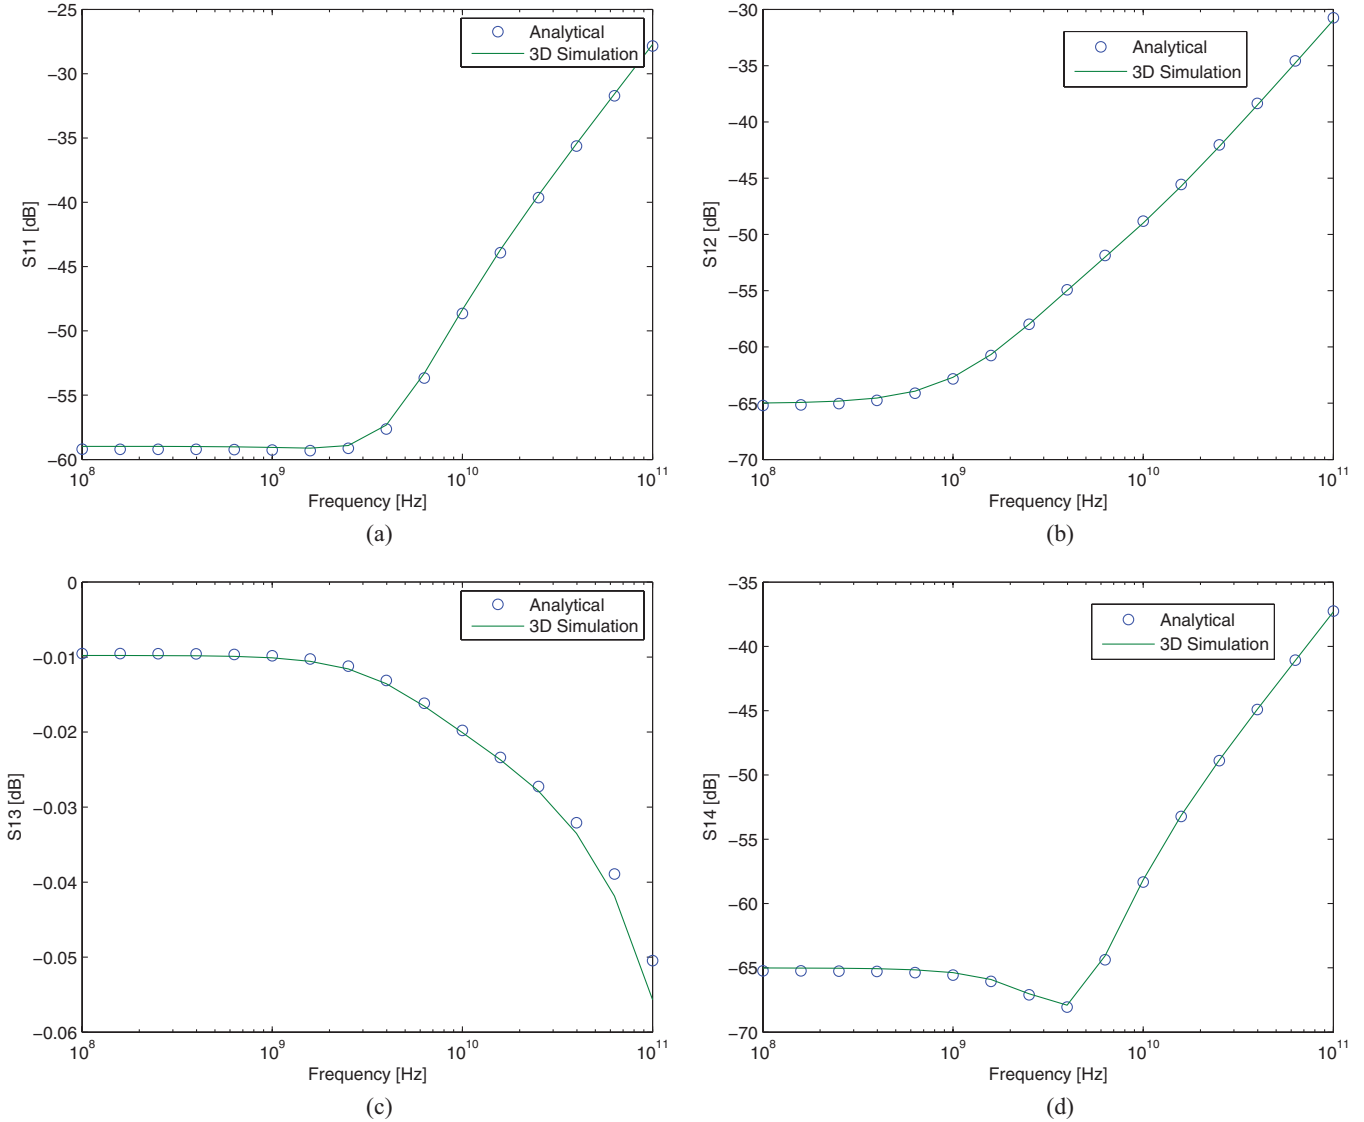 −25
−30
−35
−40
−45
−50
−55
−60
S11 [dB]
Analytical
3D Simulation
10^8
10^9
10^10
10^11
Frequency [Hz]
(a)
−30
−35
−40
−45
−50
−55
−60
−65
−70
S12 [dB]
Analytical
3D Simulation
10^8
10^9
10^10
10^11
Frequency [Hz]
(b)
0
−0.01
−0.02
−0.03
−0.04
−0.05
−0.06
S13 [dB]
Analytical
3D Simulation
10^8
10^9
10^10
10^11
Frequency [Hz]
(c)
−35
−40
−45
−50
−55
−60
−65
−70
S14 [dB]
Analytical
3D Simulation
10^8
10^9
10^10
10^11
Frequency [Hz]
(d)